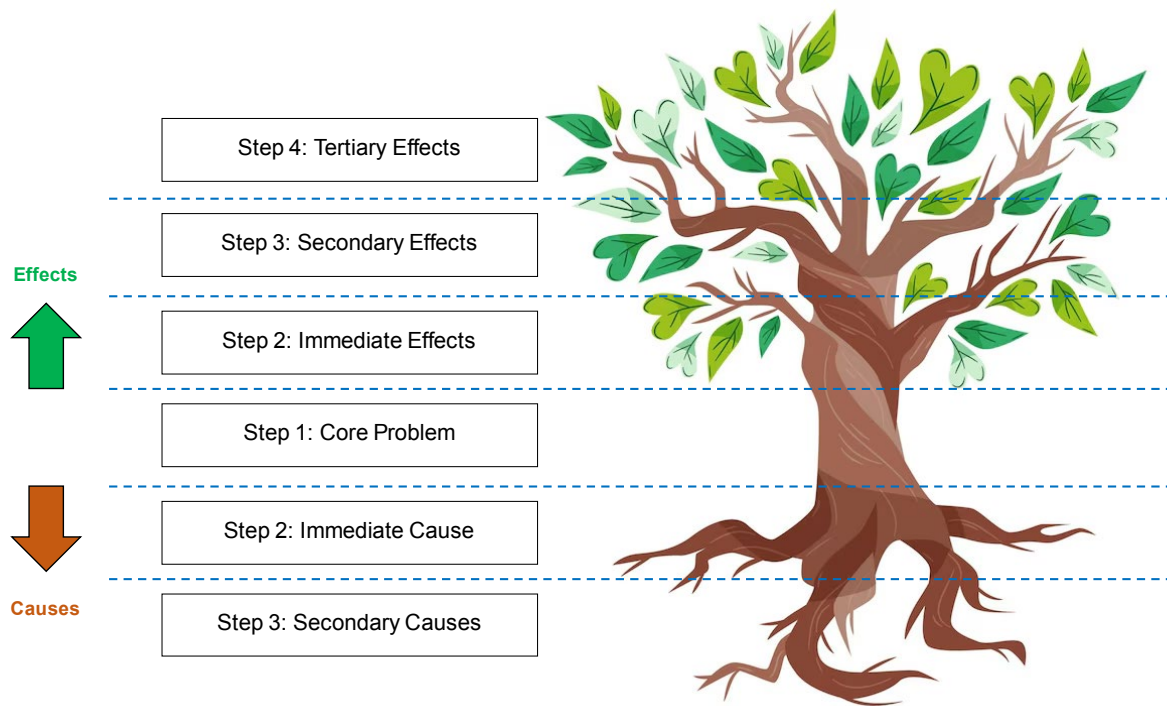 Step 4: Tertiary Effects
Step 3: Secondary Effects
Effects
Step 2: Immediate Effects
Step 1: Core Problem
Step 2: Immediate Cause
Causes
Step 3: Secondary Causes